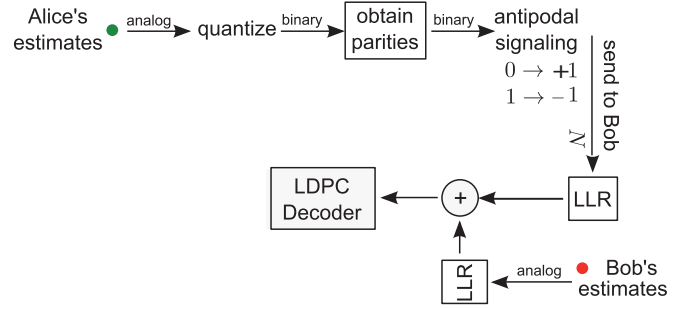 Alice's
estimates
analog
quantize
binary
obtain
parities
binary
antipodal
signaling
0 → +1
1 → −1
send to Bob
N
LLR
+
LDPC
Decoder
LLR
analog
Bob's
estimates